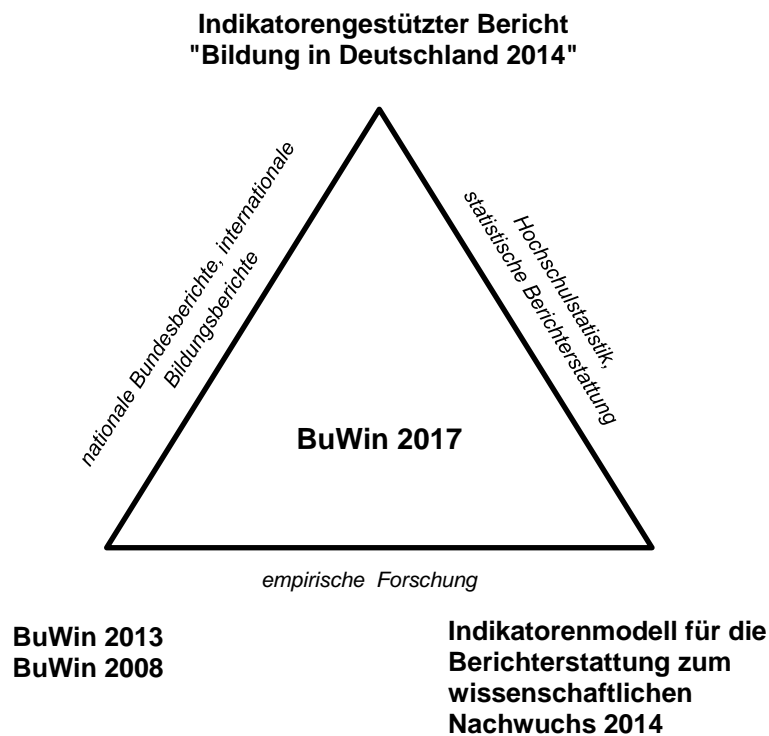 Indikatorengestützter Bericht
"Bildung in Deutschland 2014"
nationale Bundesberichte, internationale
Bildungsberichte
Hochschulstatistik,
statistische Berichterstattung
BuWin 2017
empirische Forschung
BuWin 2013
BuWin 2008
Indikatorenmodell für die
Berichterstattung zum
wissenschaftlichen
Nachwuchs 2014